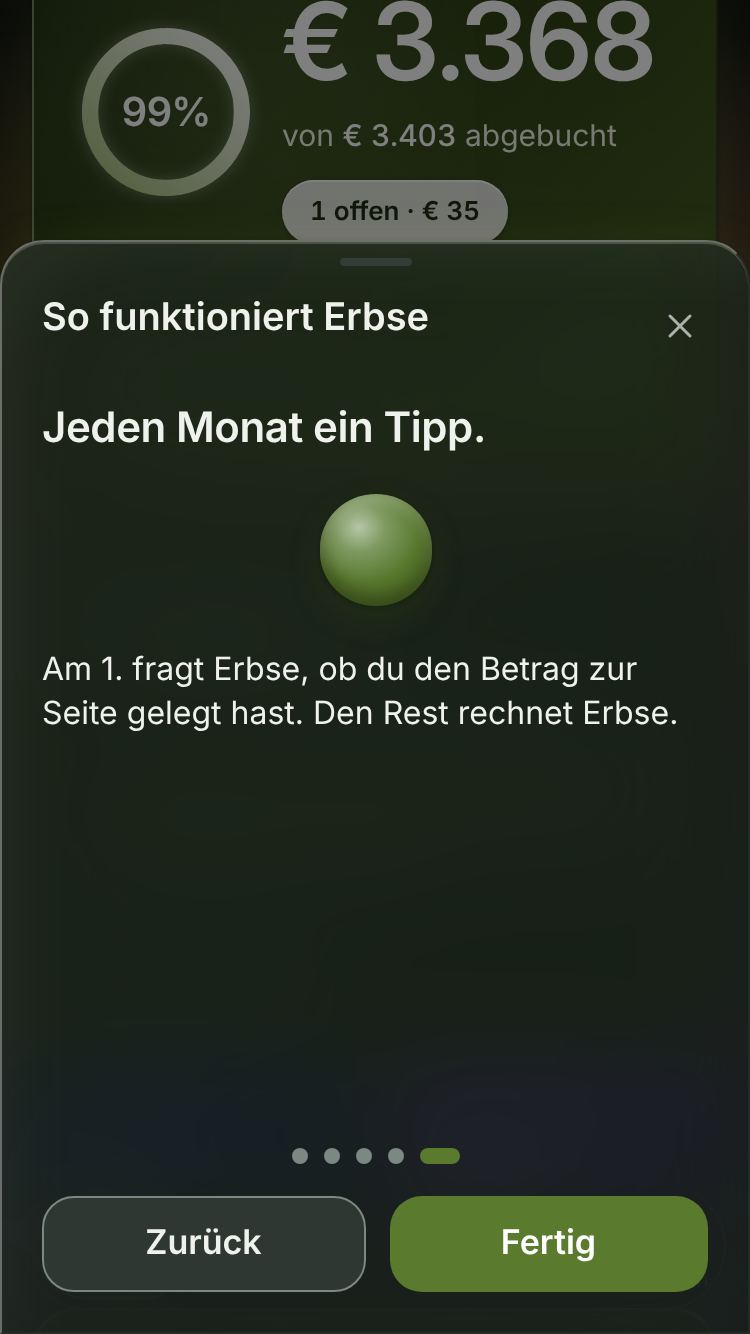 € 3.368
99%
von € 3.403 abgebucht
1 offen · € 35
So funktioniert Erbse
Jeden Monat ein Tipp.
Am 1. fragt Erbse, ob du den Betrag zur
Seite gelegt hast. Den Rest rechnet Erbse.
Zurück
Fertig